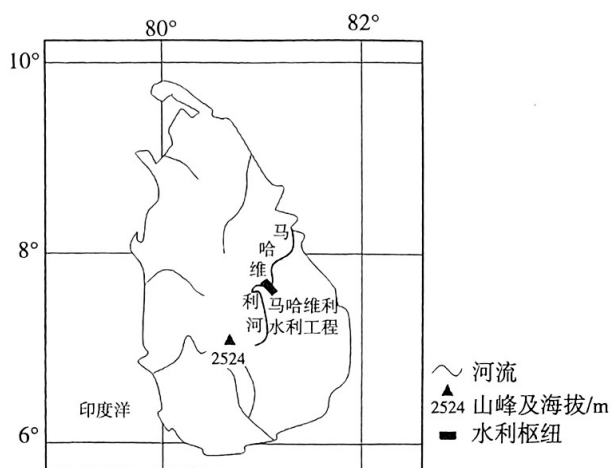 80°
82°
10°
8°
6°
马
哈
维
利
河
马哈维利
水利工程
2524
印度洋
河流
2524 山峰及海拔/m
水利枢纽